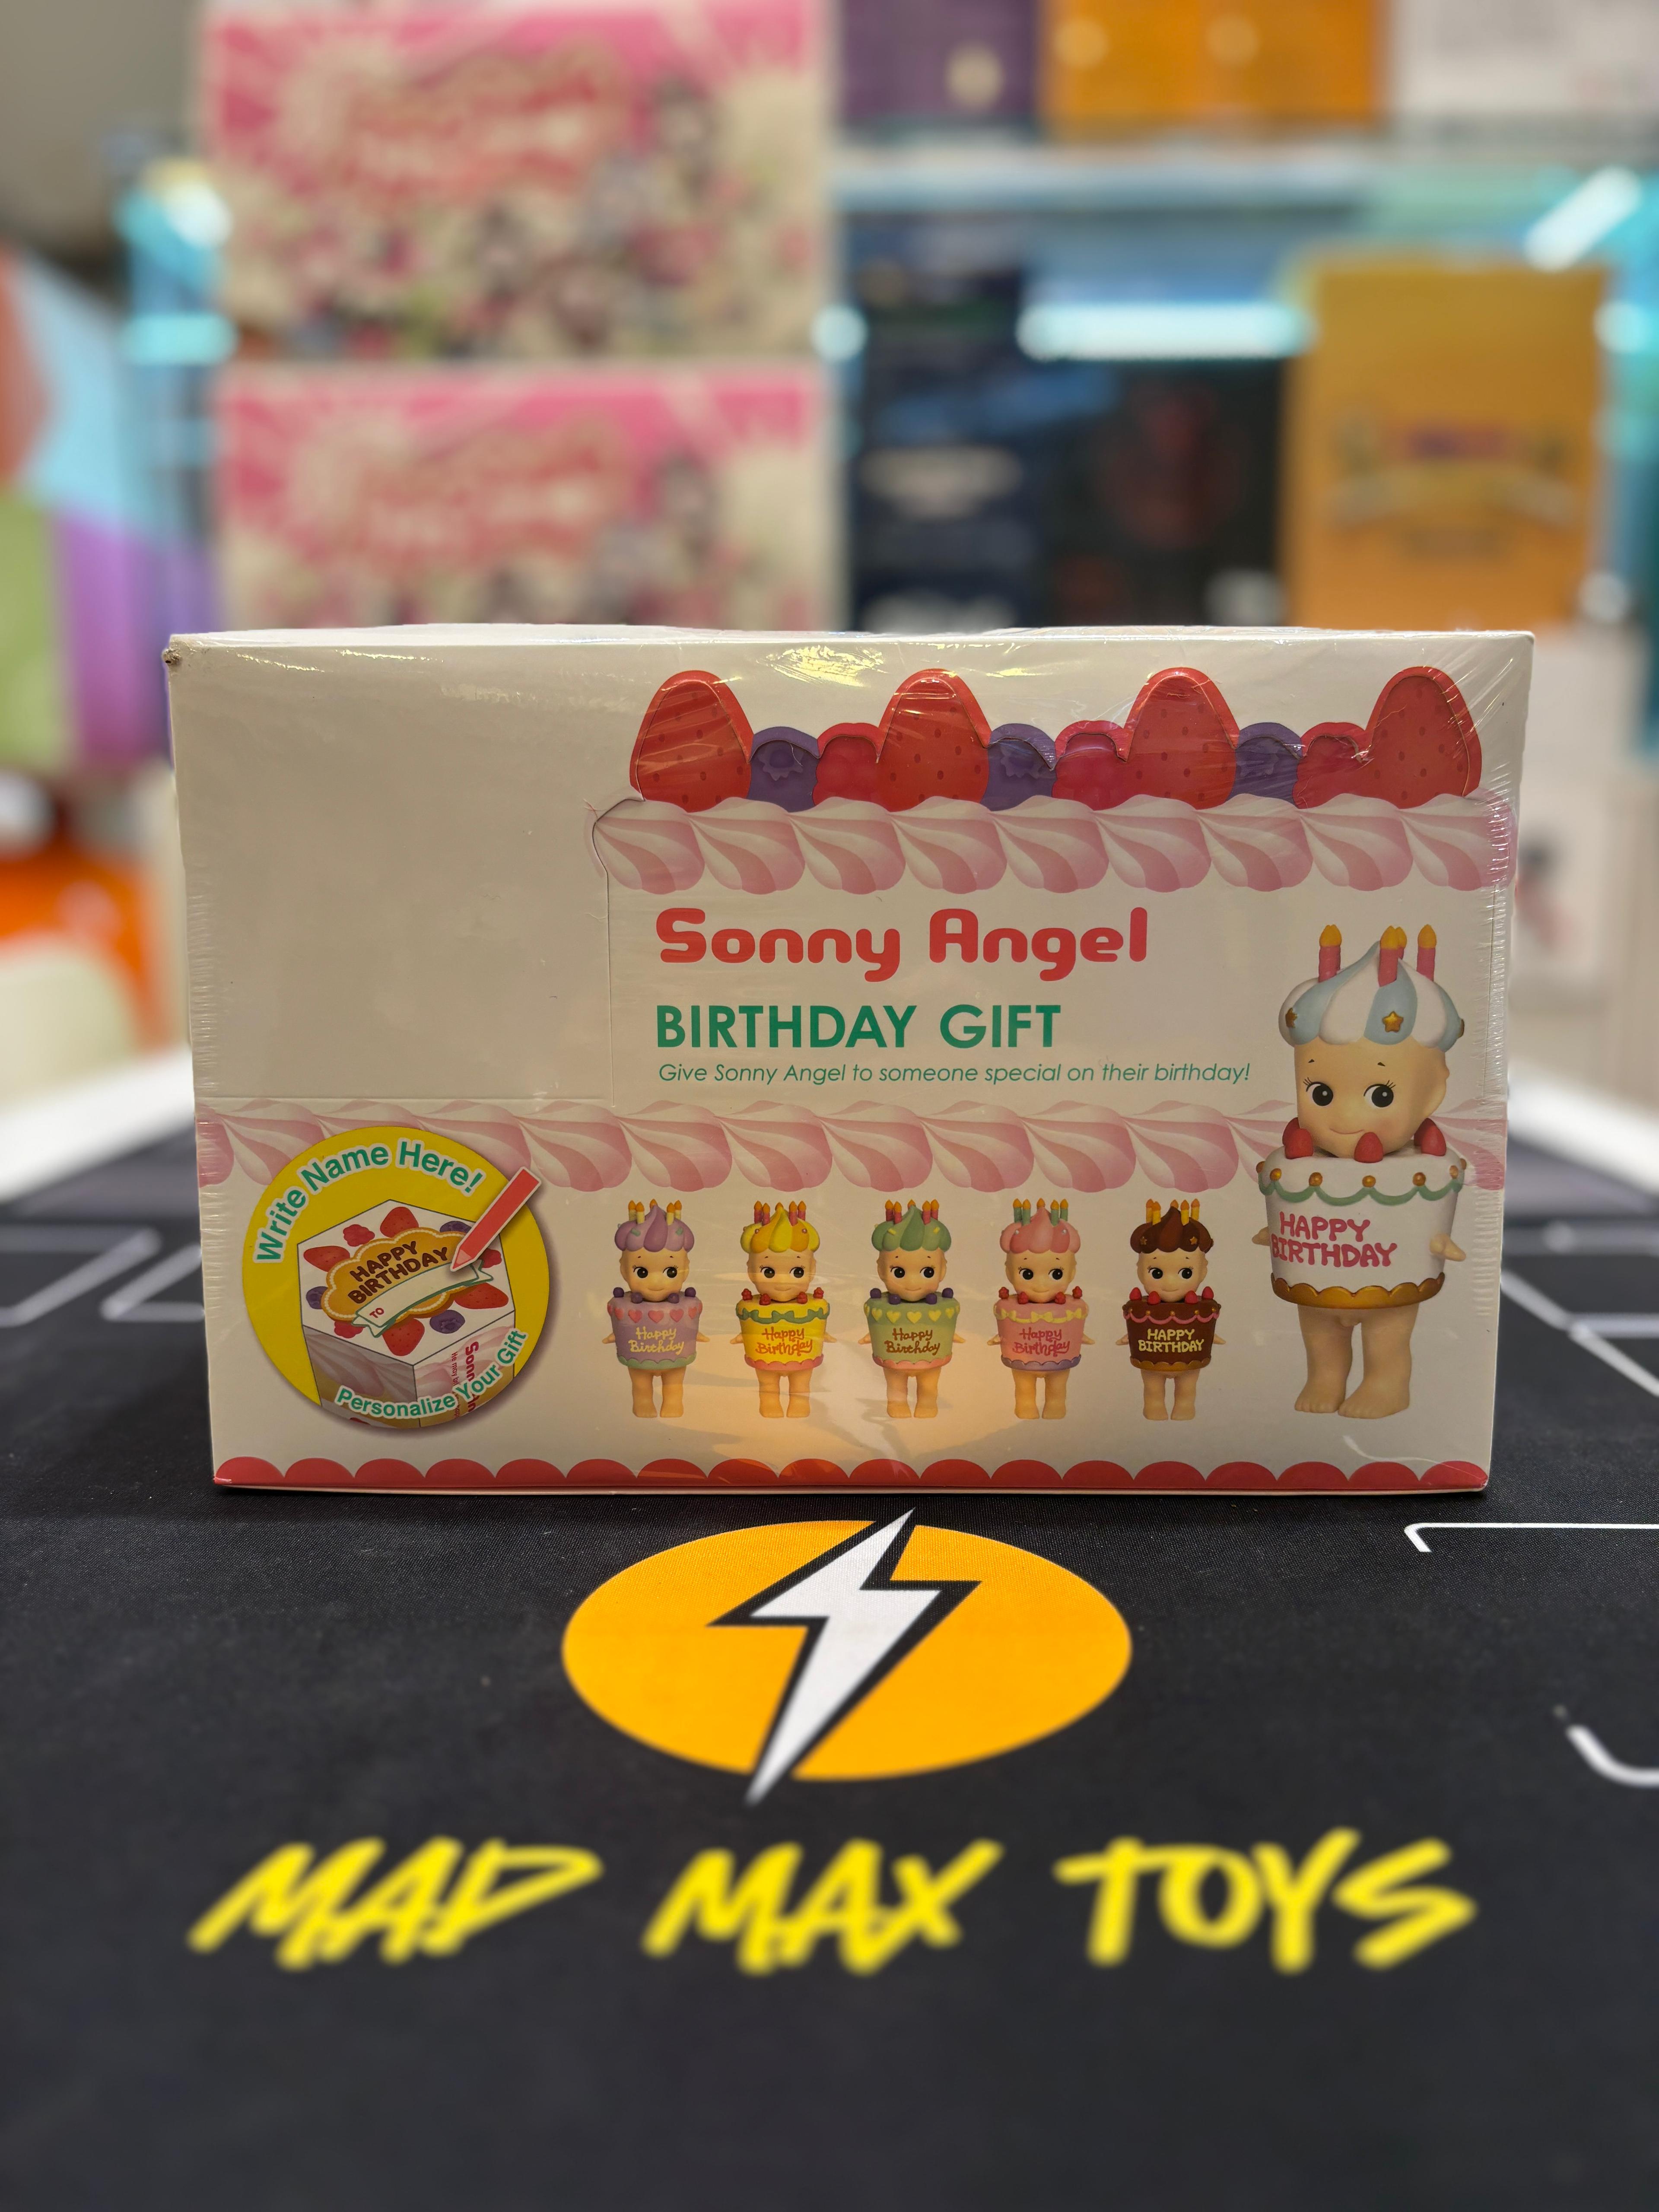 Sonny Angel
BIRTHDAY GIFT
Give Sonny Angel to someone special on their birthday!
Write Name Here!
HAPPY
BIRTHDAY
TO
Personalize Your Gift
Happy
Birthday
Happy
Birthday
Happy
Birthday
Happy
Birthday
HAPPY
BIRTHDAY
HAPPY
BIRTHDAY
MAD MAX TOYS